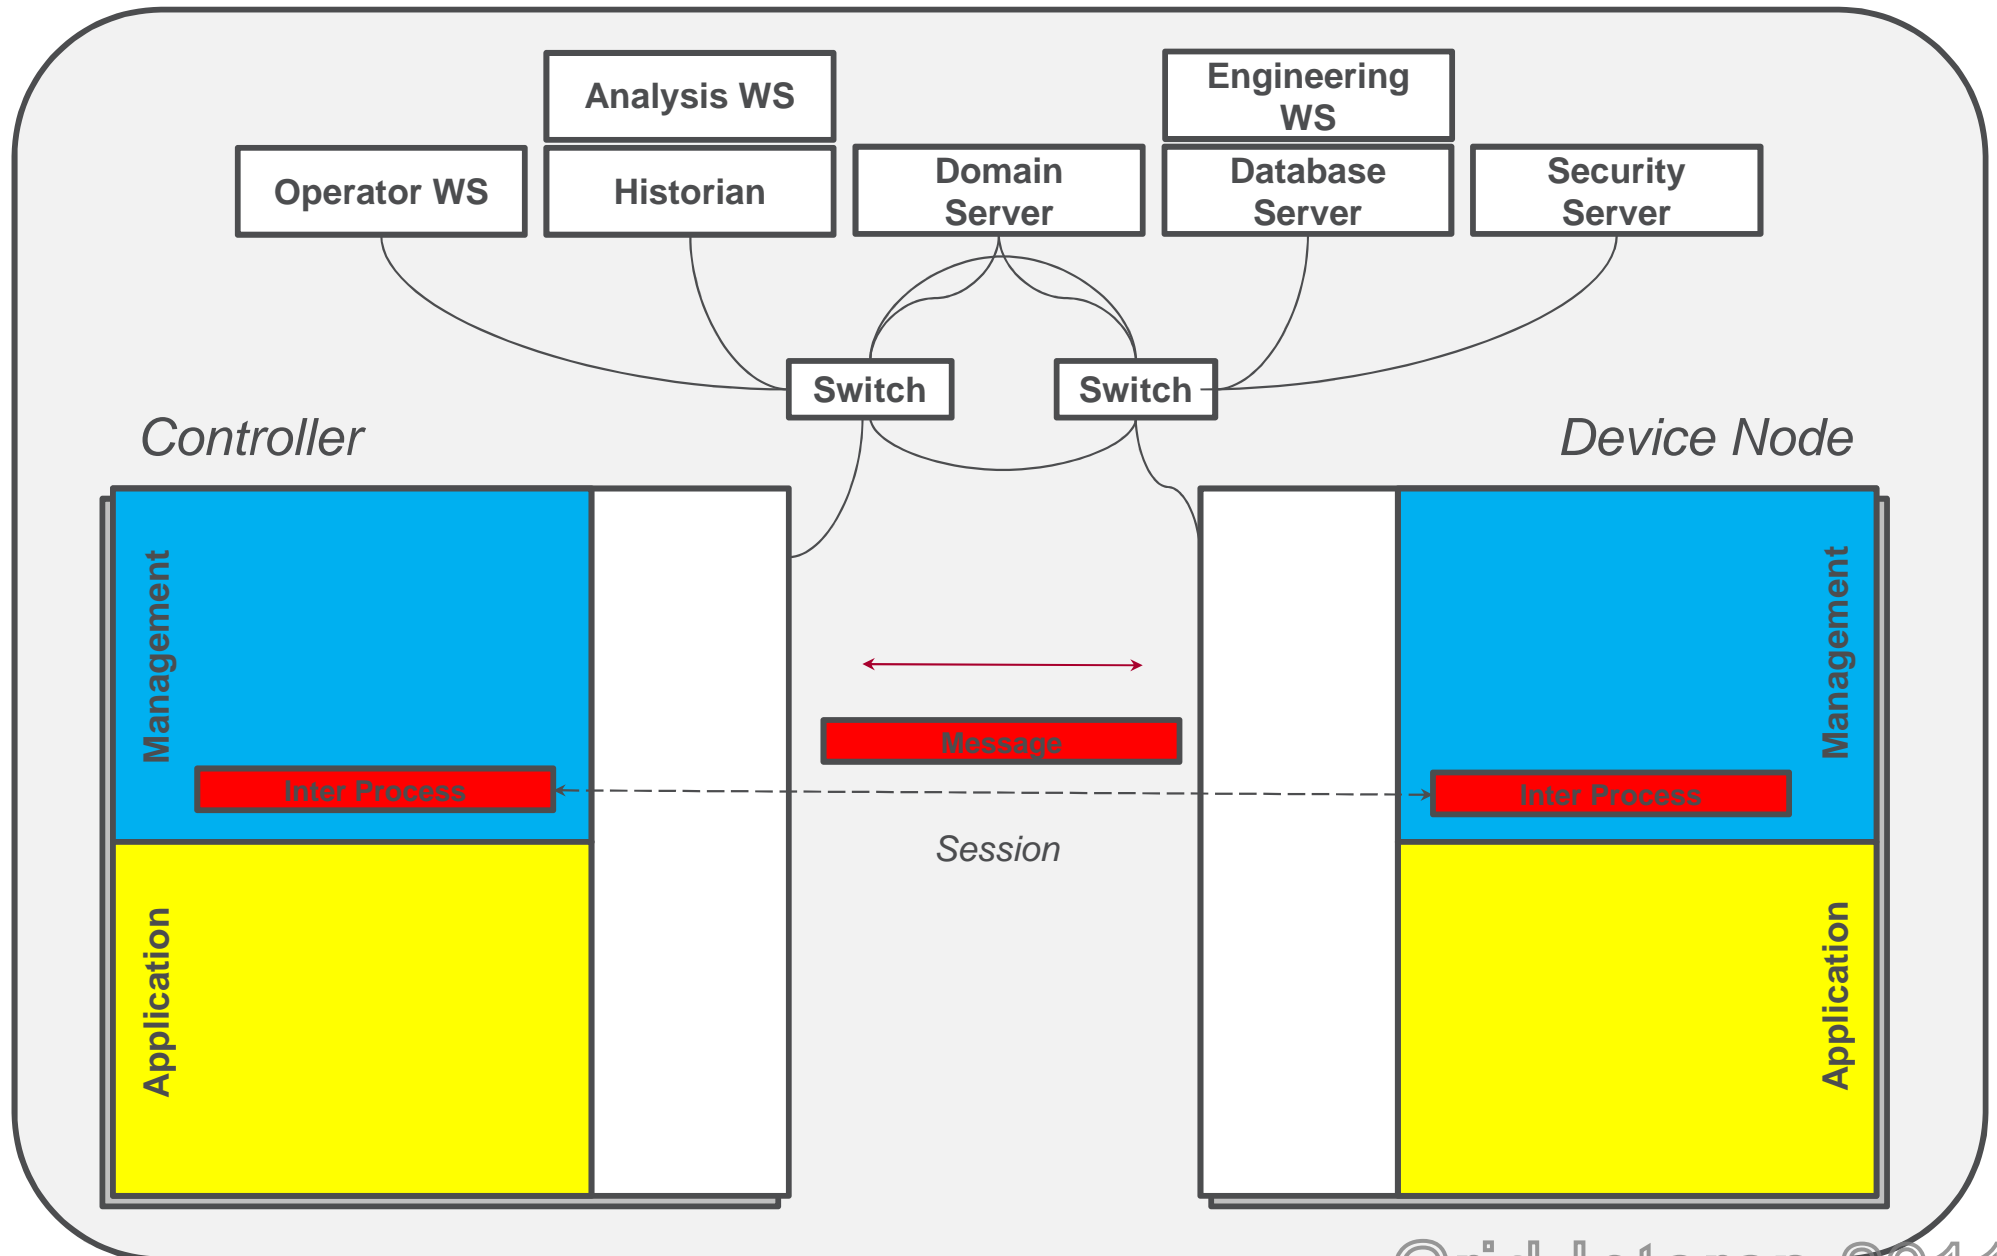 Analysis WS
Engineering
WS
Operator WS
Historian
Domain
Server
Database
Server
Security
Server
Switch
Switch
Controller
Device Node
Management
Management
Message
Inter Process
Inter Process
Session
Application
Application